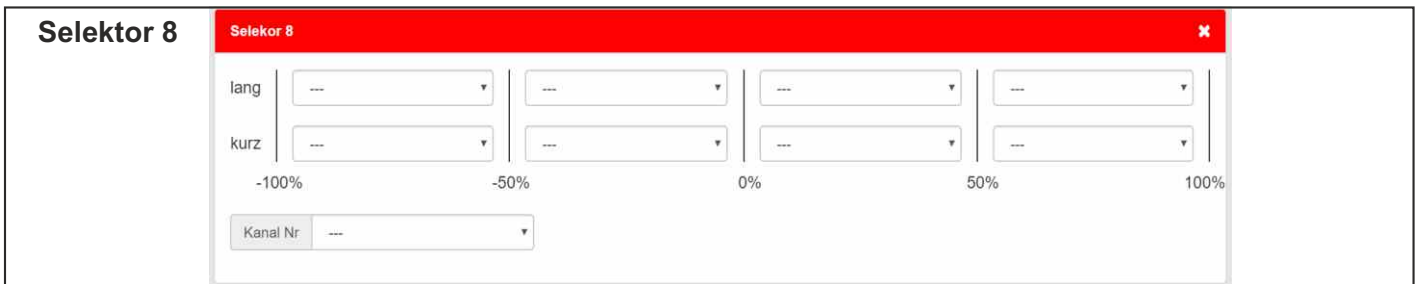 Selektor 8
Selekor 8 ✖
lang --- --- --- ---
kurz --- --- --- ---
-100% -50% 0% 50% 100%
Kanal Nr ---